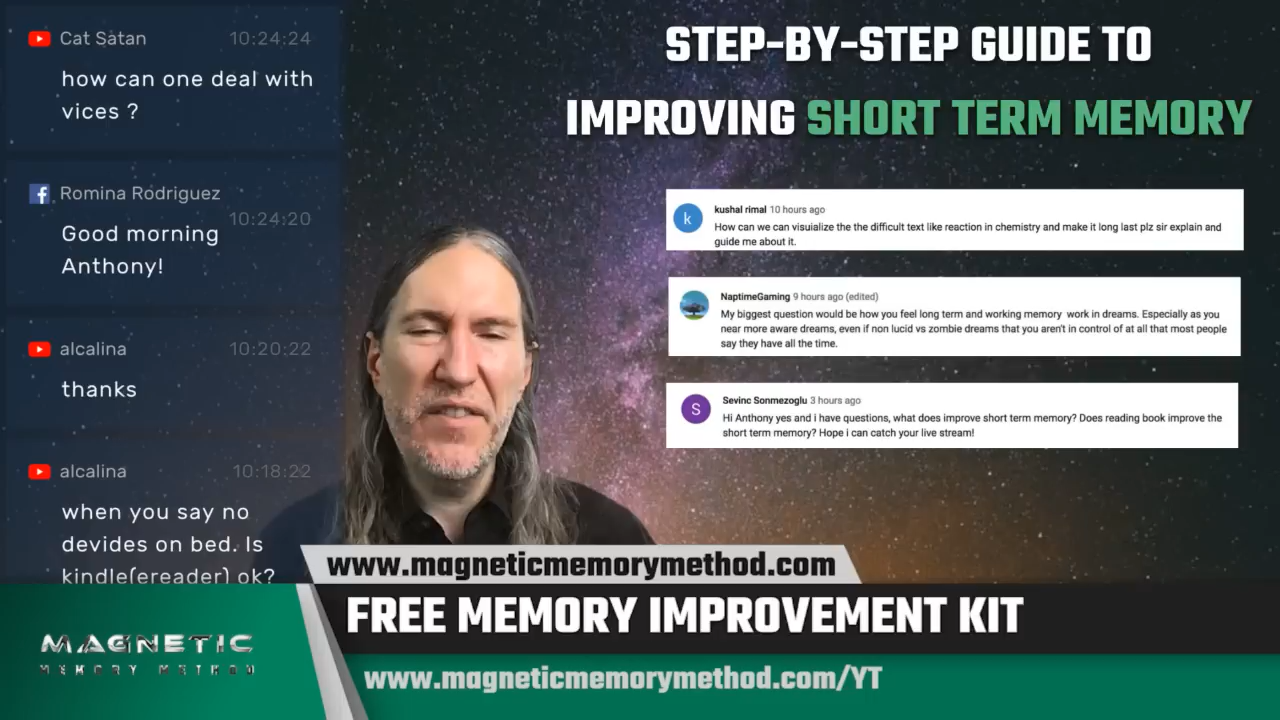 Cat Satan 10:24:24
how can one deal with
vices ?
Romina Rodriguez
10:24:20
Good morning
Anthony!
alcalina 10:20:22
thanks
alcalina 10:18:22
when you say no
devides on bed. Is
kindle(ereader) ok?
STEP-BY-STEP GUIDE TO
IMPROVING SHORT TERM MEMORY
k
kushal rimal 10 hours ago
How can we can visuialize the the difficult text like reaction in chemistry and make it long last plz sir explain and
guide me about it.
NaptimeGaming 9 hours ago (edited)
My biggest question would be how you feel long term and working memory work in dreams. Especially as you
near more aware dreams, even if non lucid vs zombie dreams that you aren't in control of at all that most people
say they have all the time.
S
Sevinc Sonmezoglu 3 hours ago
Hi Anthony yes and i have questions, what does improve short term memory? Does reading book improve the
short term memory? Hope i can catch your live stream!
www.magneticmemorymethod.com
FREE MEMORY IMPROVEMENT KIT
MAGNETIC
MEMORY METHOD
www.magneticmemorymethod.com/YT